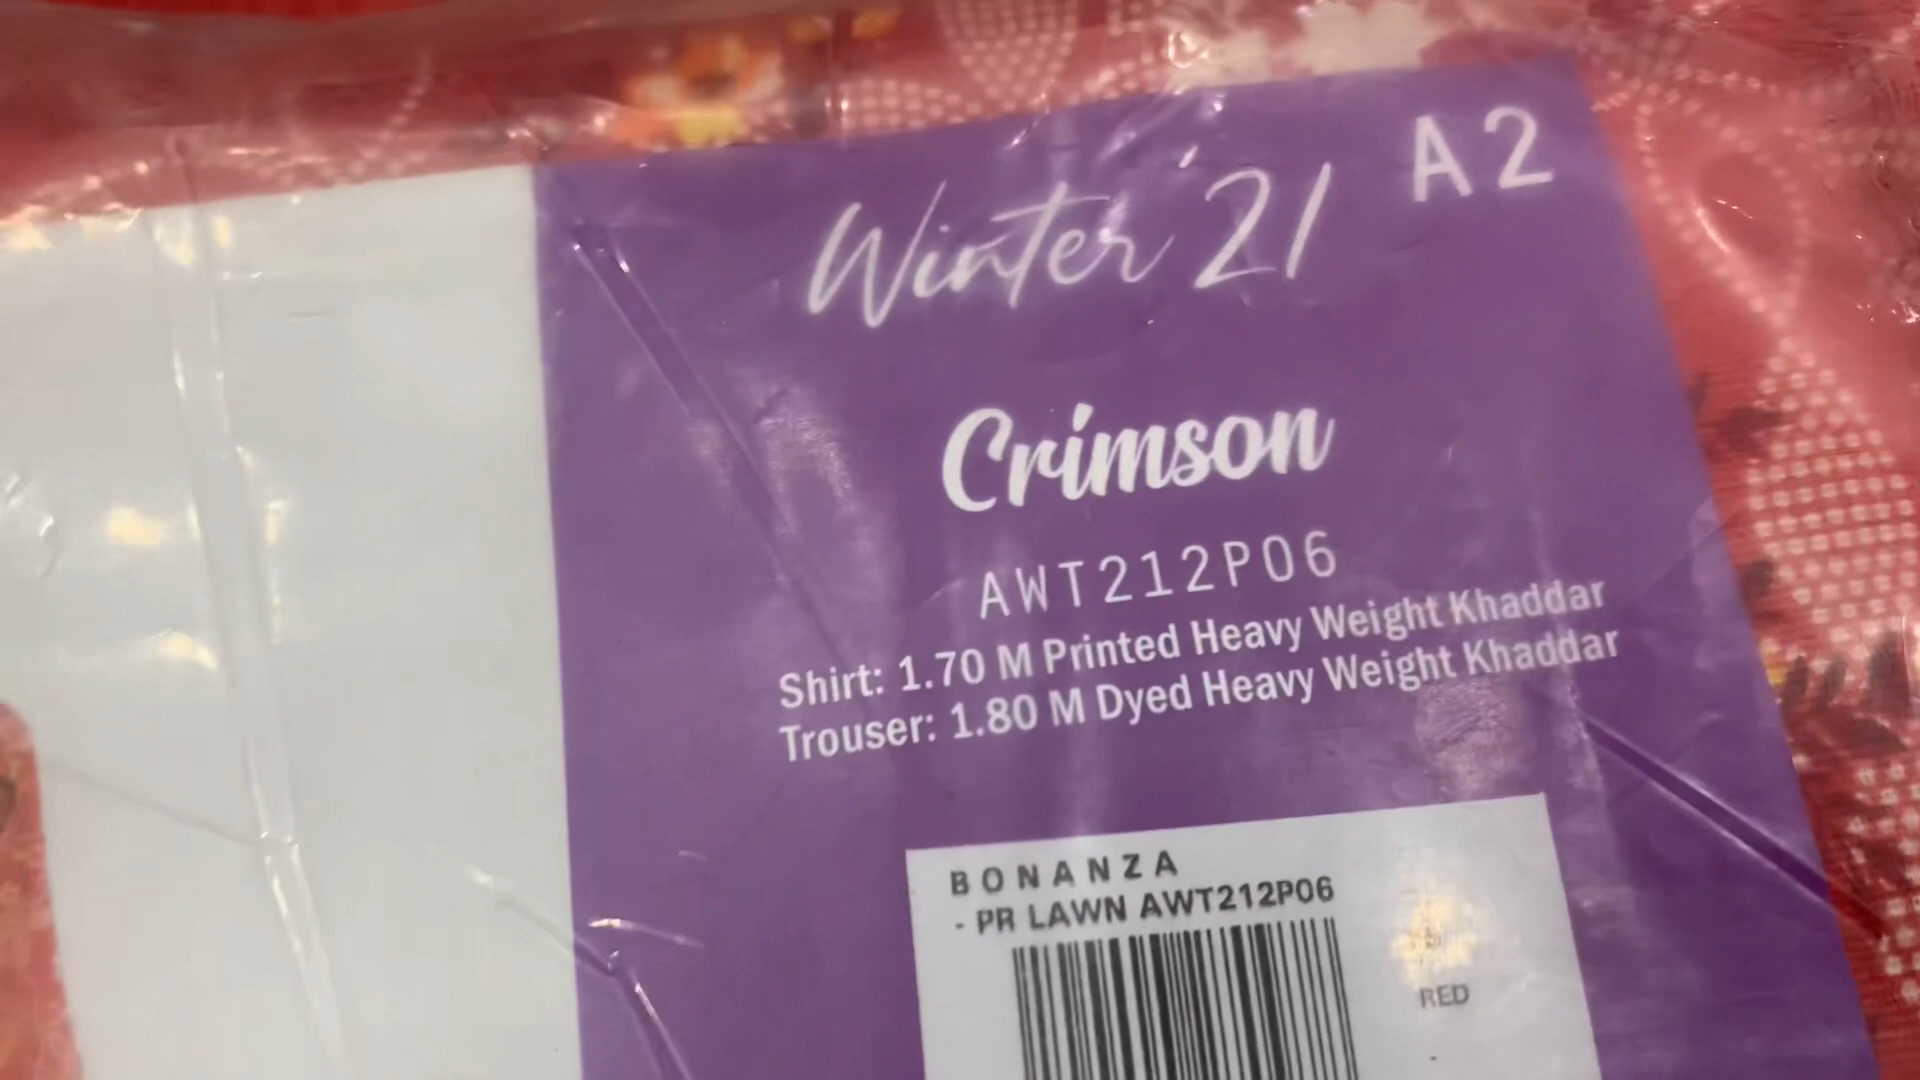 A2
Winter '21
Crimson
AWT212P06
Shirt: 1.70 M Printed Heavy Weight Khaddar
Trouser: 1.80 M Dyed Heavy Weight Khaddar
BONANZA
- PR LAWN AWT212P06
RED